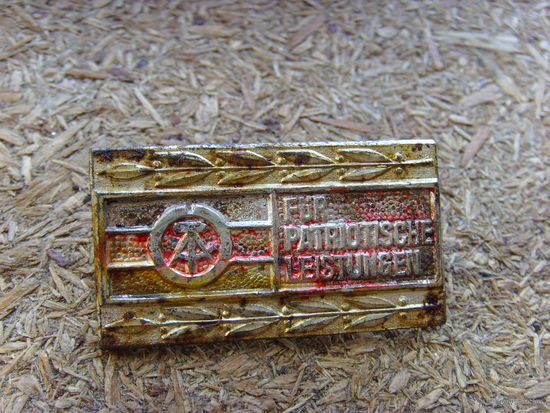 FÜR
PATRIOTISCHE
LEISTUNGEN